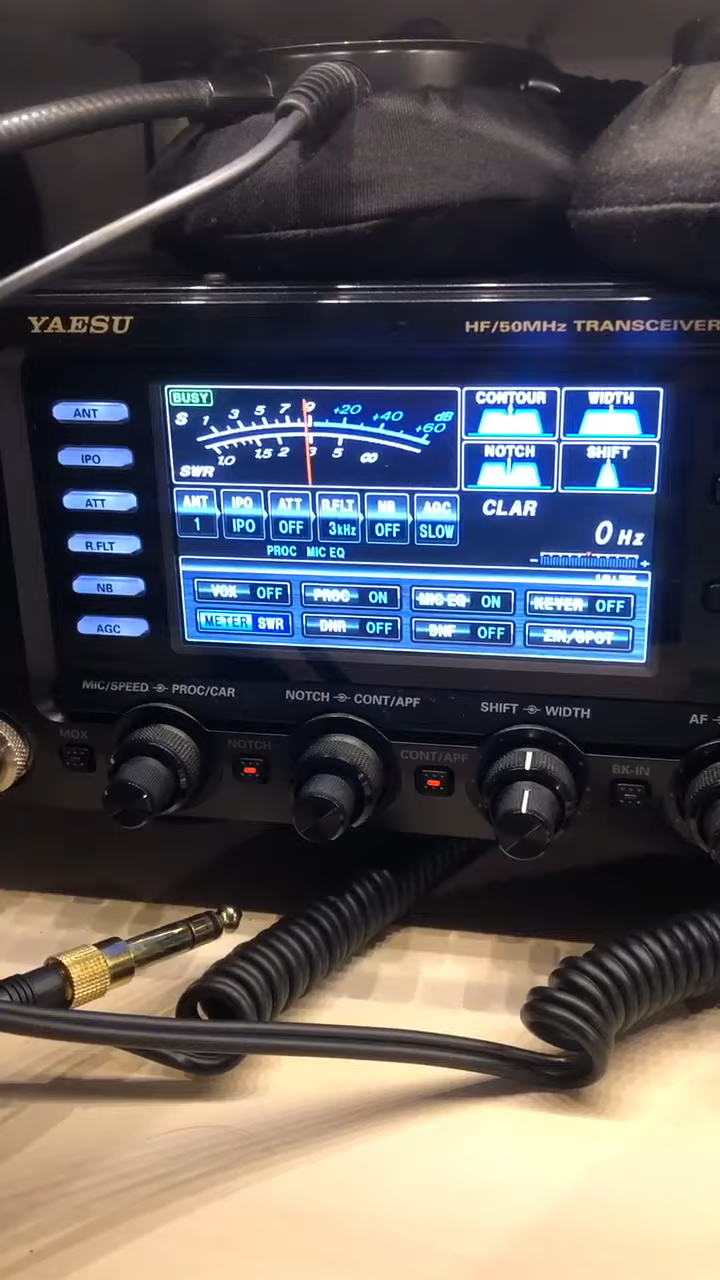 YAESU
HF/50MHz TRANSCEIVER
ANT
IPO
ATT
R.FLT
NB
AGC
BUSY
S 1 3 5 7 9 +20 +40 +60 dB
SWR 1.0 1.5 2 3 5 ∞
CONTOUR WIDTH
NOTCH SHIFT
ANT IPO ATT R.FLT NB AGC
1 IPO OFF 3kHz OFF SLOW
PROC MIC EQ
CLAR
0 Hz
- +
VOX OFF PROC ON MIC EQ ON KEYER OFF
METER SWR DNR OFF DNF OFF ZIN/SPOT
MIC/SPEED PROC/CAR NOTCH CONT/APF SHIFT WIDTH AF
MOX NOTCH CONT/APF BK-IN